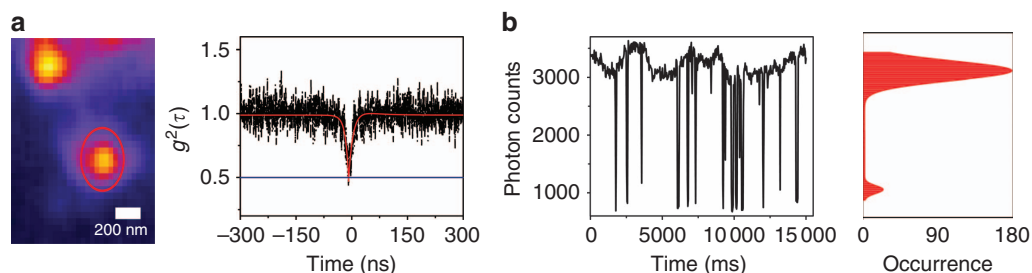 a
200 nm
g²(τ)
1.5
1.0
0.5
–300
–150
0
150
300
Time (ns)
b
Photon counts
3000
2000
1000
0
5000
10 000
15 000
Time (ms)
0
90
180
Occurrence